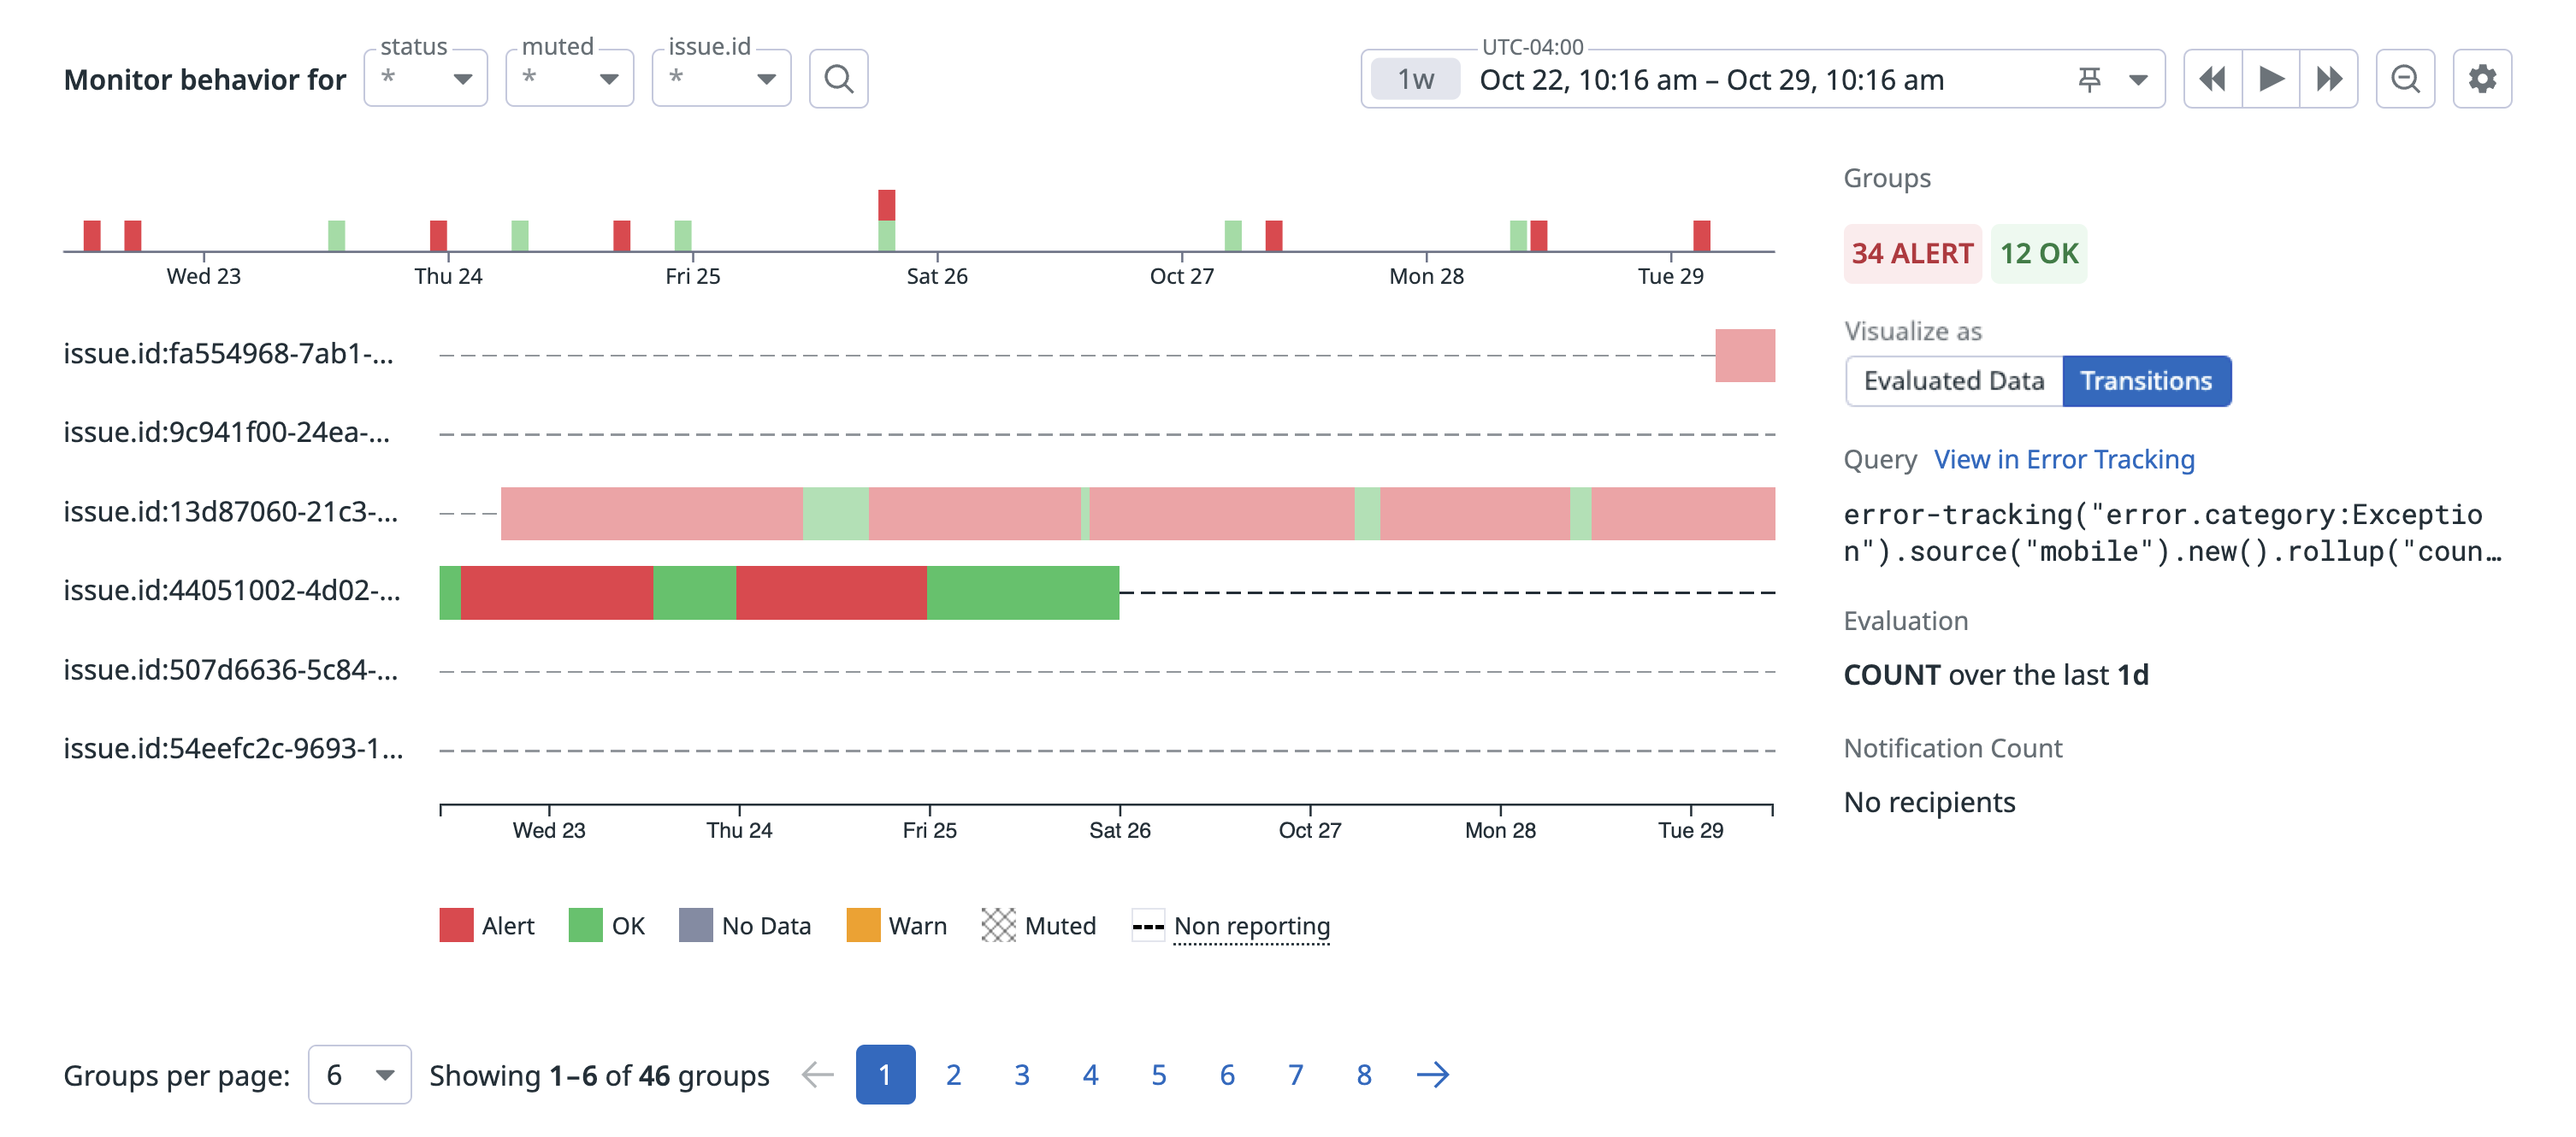 Monitor behavior for
status
*
muted
*
issue.id
*
UTC-04:00
1w Oct 22, 10:16 am – Oct 29, 10:16 am
Wed 23 Thu 24 Fri 25 Sat 26 Oct 27 Mon 28 Tue 29
issue.id:fa554968-7ab1-...
issue.id:9c941f00-24ea-...
issue.id:13d87060-21c3-...
issue.id:44051002-4d02-...
issue.id:507d6636-5c84-...
issue.id:54eefc2c-9693-1...
Wed 23 Thu 24 Fri 25 Sat 26 Oct 27 Mon 28 Tue 29
Alert OK No Data Warn Muted Non reporting
Groups
34 ALERT 12 OK
Visualize as
Evaluated Data Transitions
Query View in Error Tracking
error-tracking("error.category:Exceptio
n").source("mobile").new().rollup("coun…
Evaluation
COUNT over the last 1d
Notification Count
No recipients
Groups per page: 6 Showing 1–6 of 46 groups 1 2 3 4 5 6 7 8